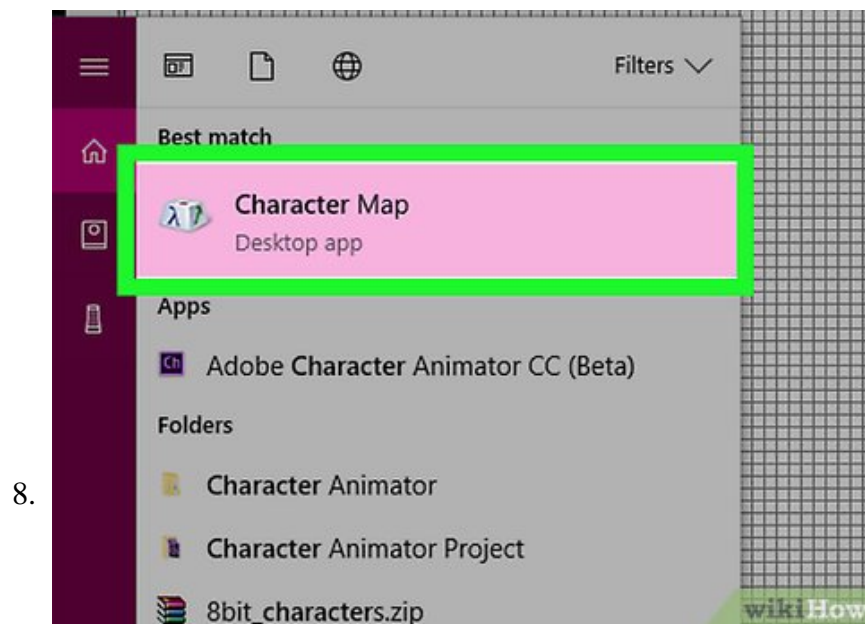 Filters
Best match
Character Map
Desktop app
Apps
Ch Adobe Character Animator CC (Beta)
Folders
8. Character Animator
Character Animator Project
8bit_characters.zip
wikiHow